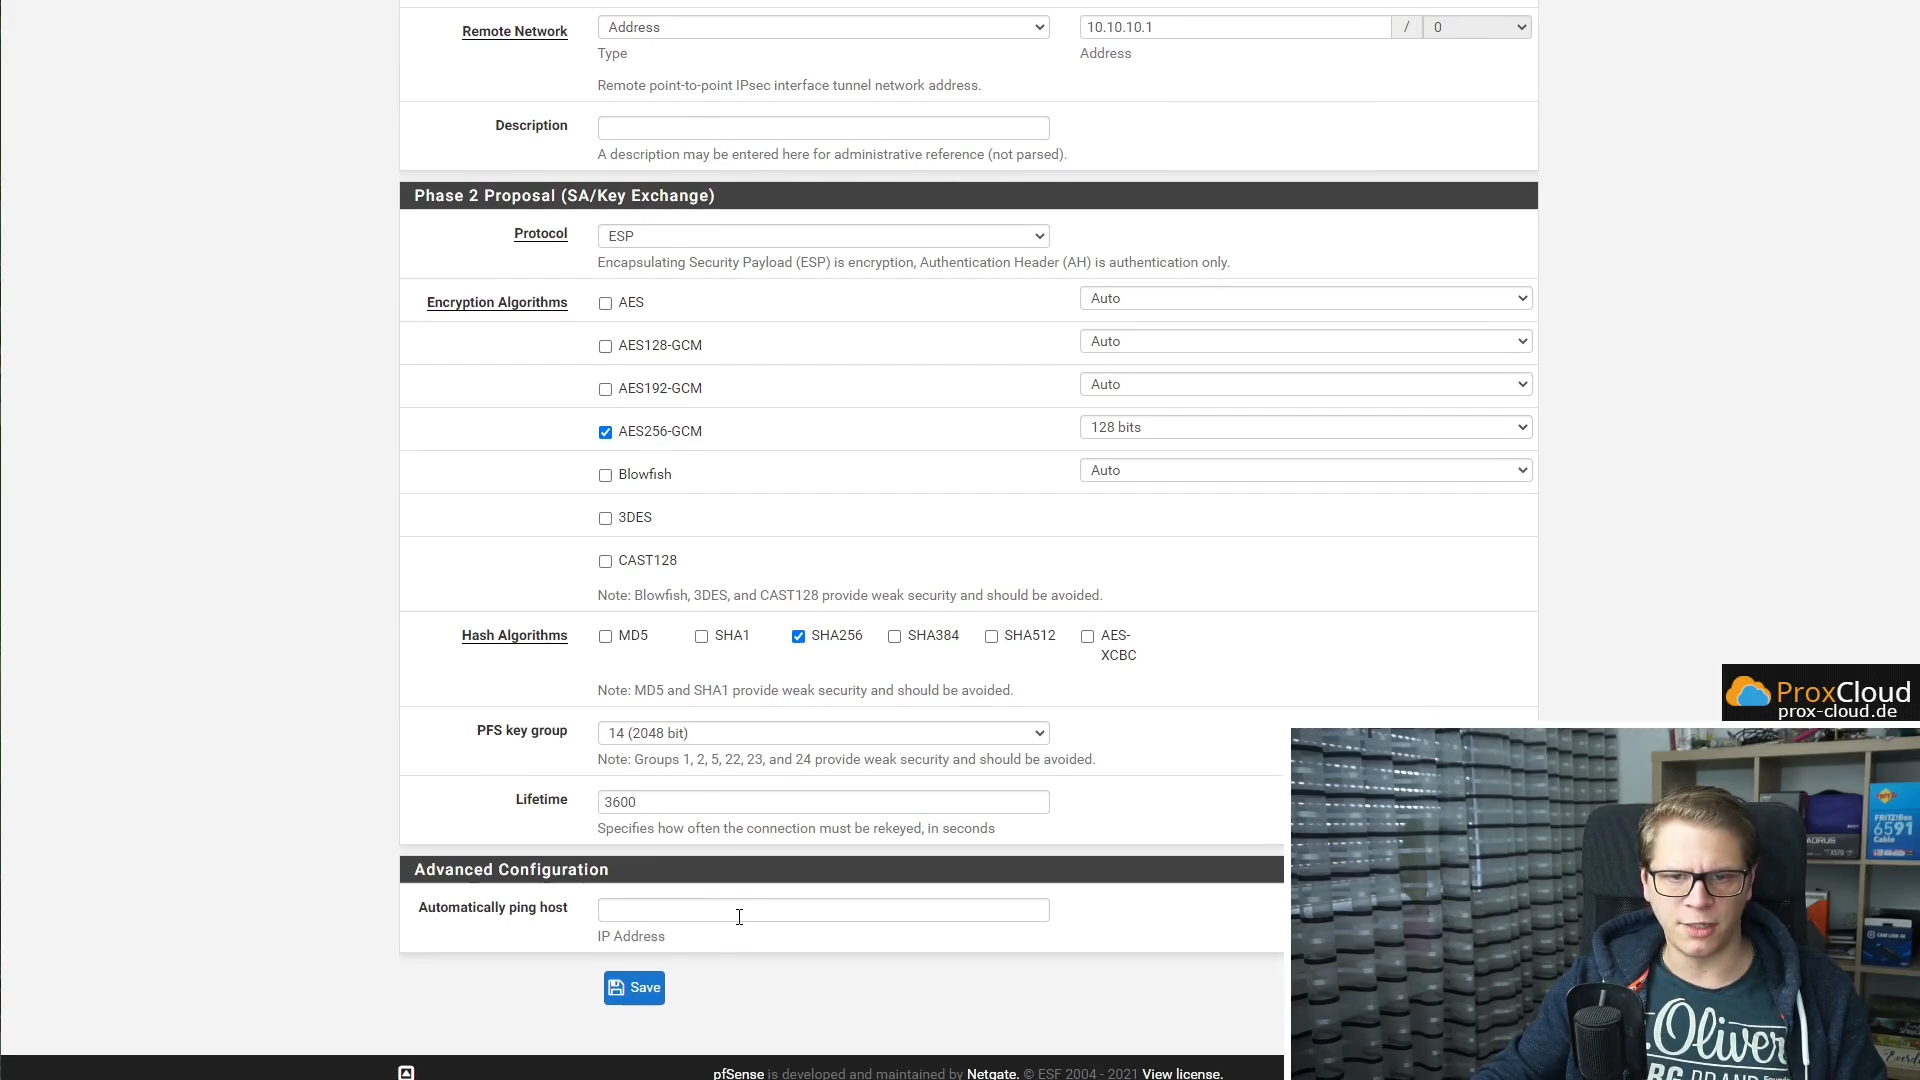 Remote Network
Address
10.10.10.1
/
0
Type
Address
Remote point-to-point IPsec interface tunnel network address.
Description
A description may be entered here for administrative reference (not parsed).
Phase 2 Proposal (SA/Key Exchange)
Protocol
ESP
Encapsulating Security Payload (ESP) is encryption, Authentication Header (AH) is authentication only.
Encryption Algorithms
AES
Auto
AES128-GCM
Auto
AES192-GCM
Auto
AES256-GCM
128 bits
Blowfish
Auto
3DES
CAST128
Note: Blowfish, 3DES, and CAST128 provide weak security and should be avoided.
Hash Algorithms
MD5
SHA1
SHA256
SHA384
SHA512
AES-
XCBC
Note: MD5 and SHA1 provide weak security and should be avoided.
PFS key group
14 (2048 bit)
Note: Groups 1, 2, 5, 22, 23, and 24 provide weak security and should be avoided.
Lifetime
3600
Specifies how often the connection must be rekeyed, in seconds
Advanced Configuration
Automatically ping host
IP Address
Save
pfSense is developed and maintained by Netgate. © ESF 2004 - 2021 View license.
ProxCloud
prox-cloud.de
FRITZ!Box
6591
Cable
Oliver